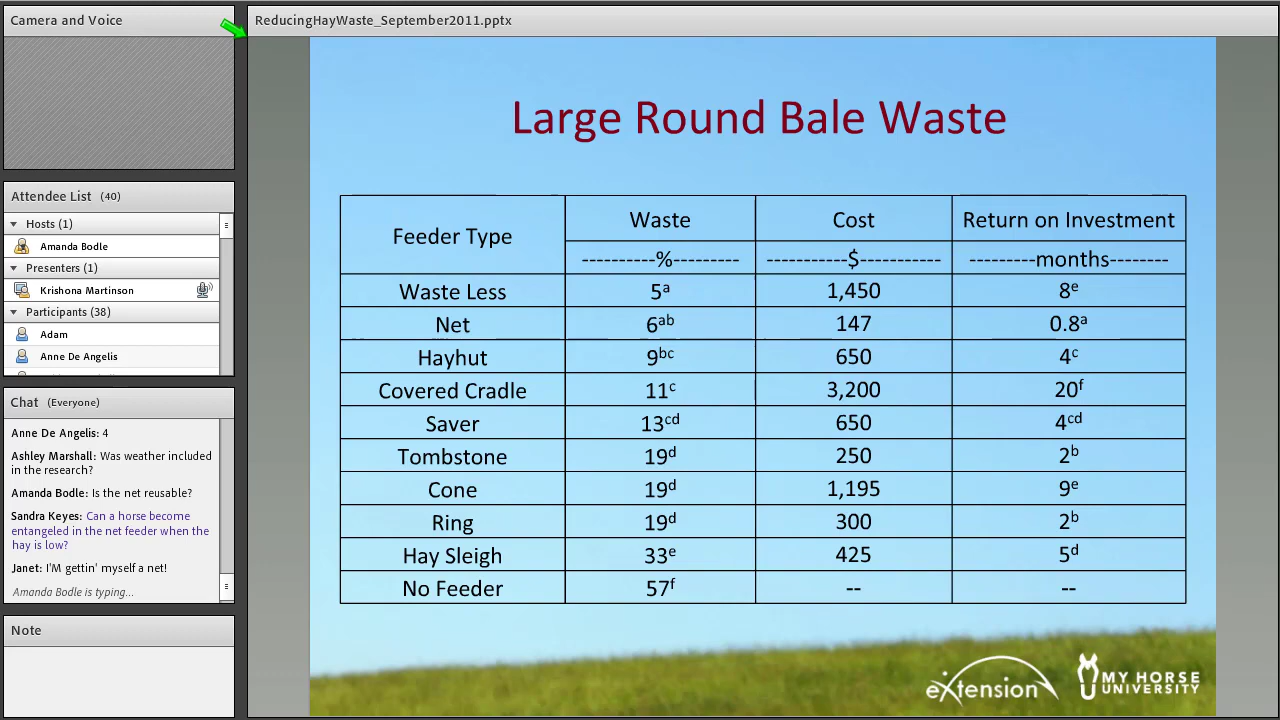 Camera and Voice
ReducingHayWaste_September2011.pptx
Attendee List (40)
Hosts (1)
Amanda Bodle
Presenters (1)
Krishona Martinson
Participants (38)
Adam
Anne De Angelis
Chat (Everyone)
Anne De Angelis: 4
Ashley Marshall: Was weather included
in the research?
Amanda Bodle: Is the net reusable?
Sandra Keyes: Can a horse become
entangeled in the net feeder when the
hay is low?
Janet: I'M gettin' myself a net!
Amanda Bodle is typing...
Note
Large Round Bale Waste
Feeder Type Waste Cost Return on Investment
----------%--------- -----------$----------- ---------months--------
Waste Less 5ᵃ 1,450 8ᵉ
Net 6ᵃᵇ 147 0.8ᵃ
Hayhut 9ᵇᶜ 650 4ᶜ
Covered Cradle 11ᶜ 3,200 20ᶠ
Saver 13ᶜᵈ 650 4ᶜᵈ
Tombstone 19ᵈ 250 2ᵇ
Cone 19ᵈ 1,195 9ᵉ
Ring 19ᵈ 300 2ᵇ
Hay Sleigh 33ᵉ 425 5ᵈ
No Feeder 57ᶠ -- --
eXtension
MY HORSE
UNIVERSITY